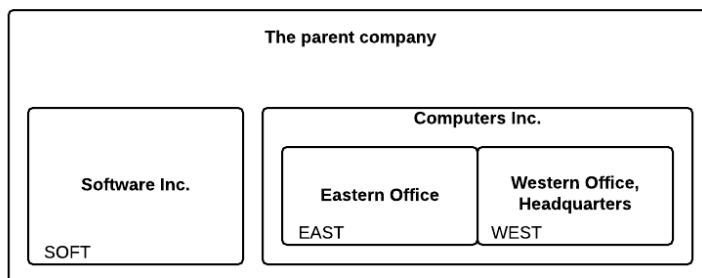 The parent company
Computers Inc.
Software Inc.
Eastern Office
Western Office,
Headquarters
EAST
WEST
SOFT